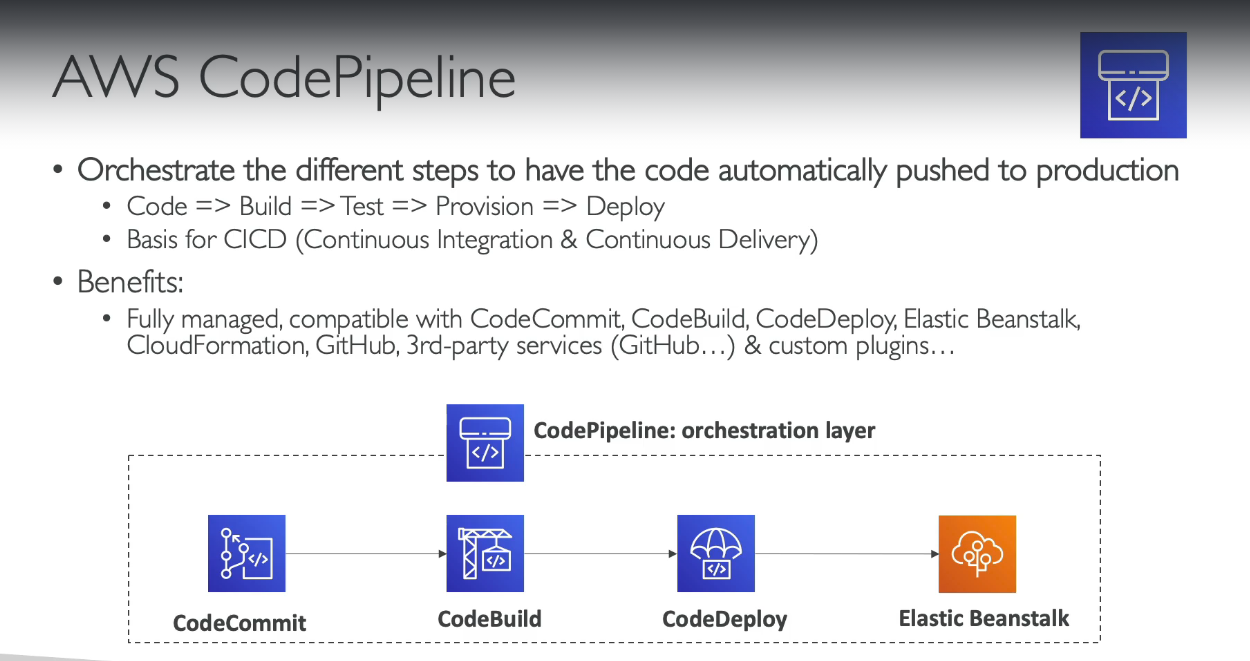 AWS CodePipeline
• Orchestrate the different steps to have the code automatically pushed to production
• Code => Build => Test => Provision => Deploy
• Basis for CICD (Continuous Integration & Continuous Delivery)
• Benefits:
• Fully managed, compatible with CodeCommit, CodeBuild, CodeDeploy, Elastic Beanstalk,
CloudFormation, GitHub, 3rd-party services (GitHub…) & custom plugins…
CodePipeline: orchestration layer
CodeCommit
CodeBuild
CodeDeploy
Elastic Beanstalk